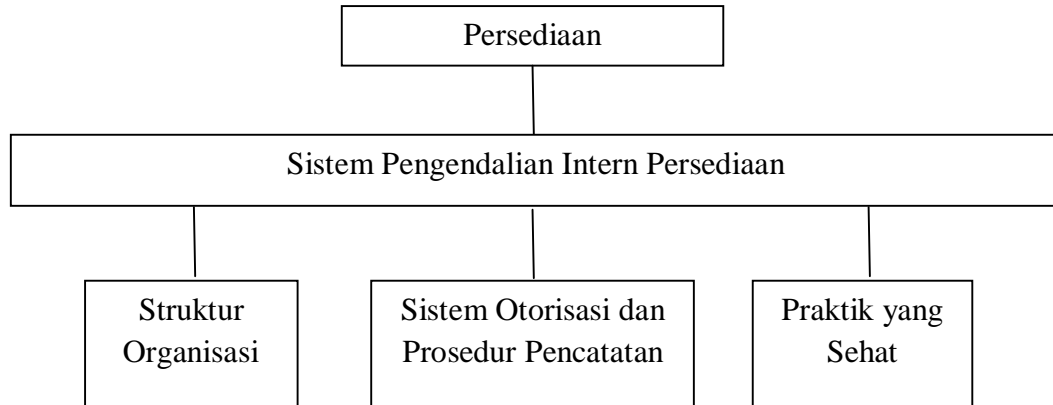 Persediaan
Sistem Pengendalian Intern Persediaan
Struktur
Organisasi
Sistem Otorisasi dan
Prosedur Pencatatan
Praktik yang
Sehat